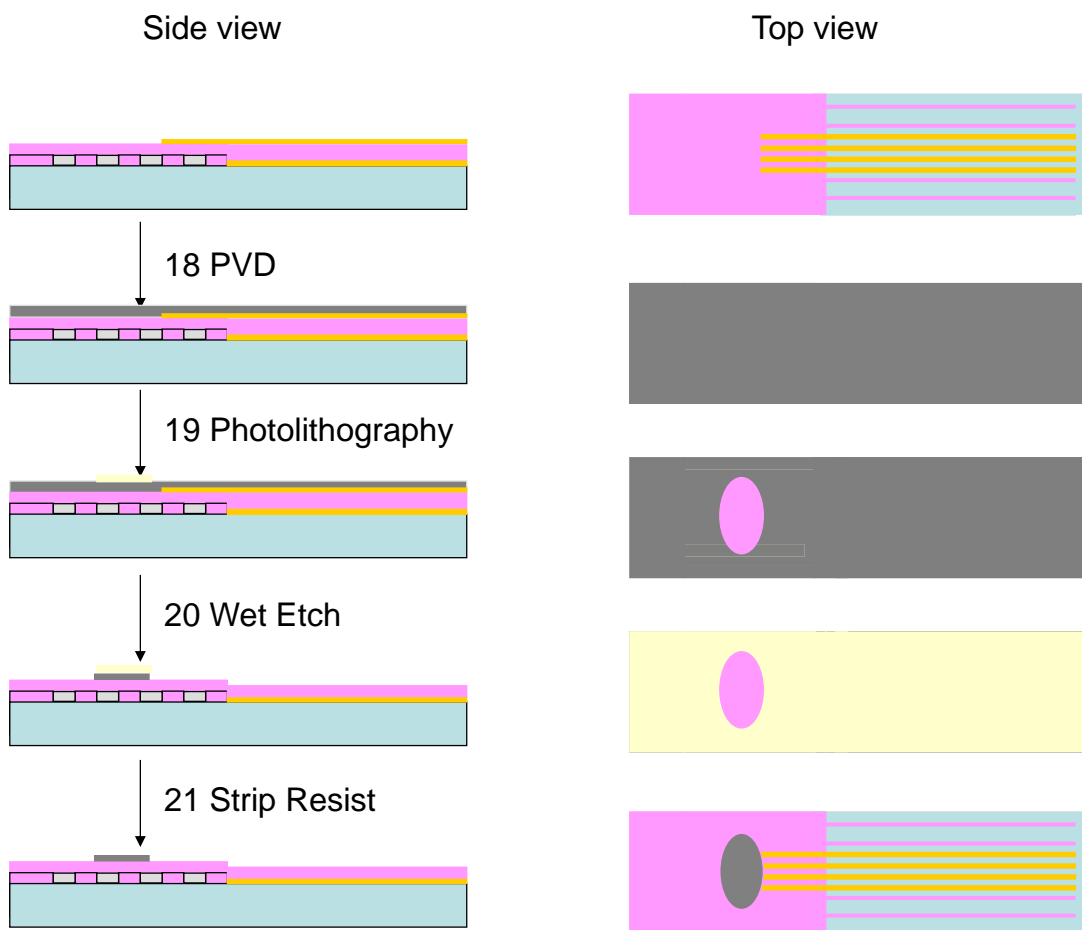 Side view
Top view
18 PVD
19 Photolithography
20 Wet Etch
21 Strip Resist